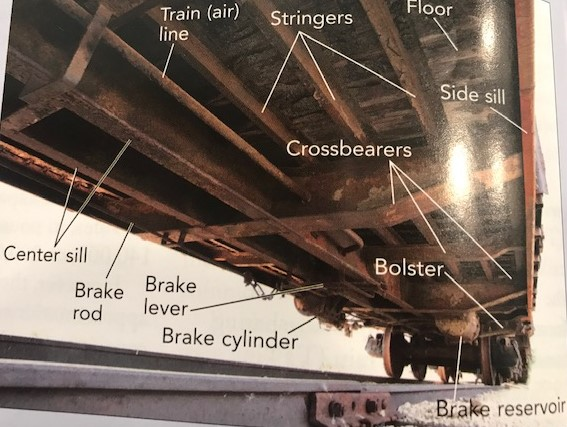 Train (air)
line
Stringers
Floor
Side sill
Crossbearers
Center sill
Bolster
Brake
rod
Brake
lever
Brake cylinder
Brake reservoir